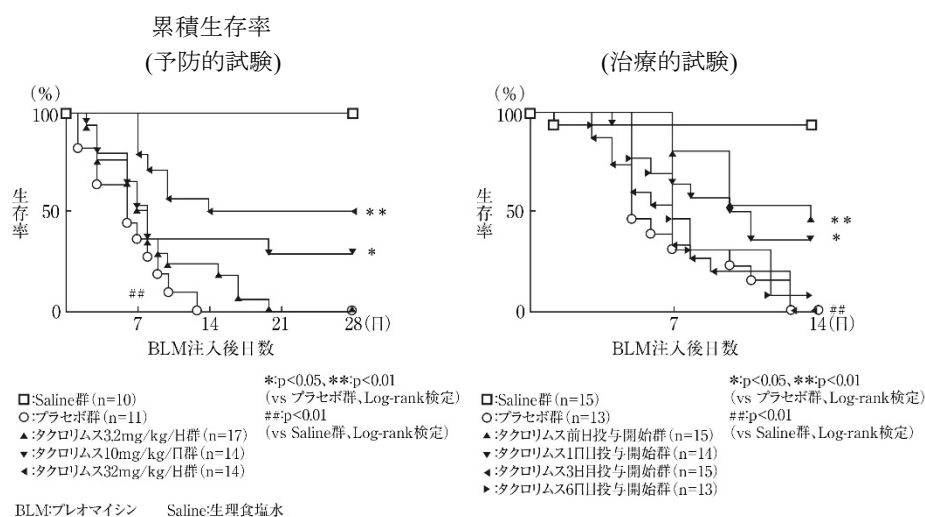 累積生存率
(予防的試験)
(%)
100
50
0
生存率
**
*
##
7
14
21
28(日)
BLM注入後日数
□:Saline群(n=10)
○:プラセボ群(n=11)
▲:タクロリムス3.2mg/kg/日群(n=17)
▼:タクロリムス10mg/kg/日群(n=14)
◀:タクロリムス32mg/kg/日群(n=14)
*:p<0.05、**:p<0.01
(vs プラセボ群、Log-rank検定)
##:p<0.01
(vs Saline群、Log-rank検定)
BLM:ブレオマイシン Saline:生理食塩水
(治療的試験)
(%)
100
50
0
生存率
**
*
##
7
14(日)
BLM注入後日数
□:Saline群(n=15)
○:プラセボ群(n=13)
▲:タクロリムス前日投与開始群(n=15)
▼:タクロリムス1日目投与開始群(n=14)
◀:タクロリムス3日目投与開始群(n=15)
▶:タクロリムス6日目投与開始群(n=13)
*:p<0.05、**:p<0.01
(vs プラセボ群、Log-rank検定)
##:p<0.01
(vs Saline群、Log-rank検定)